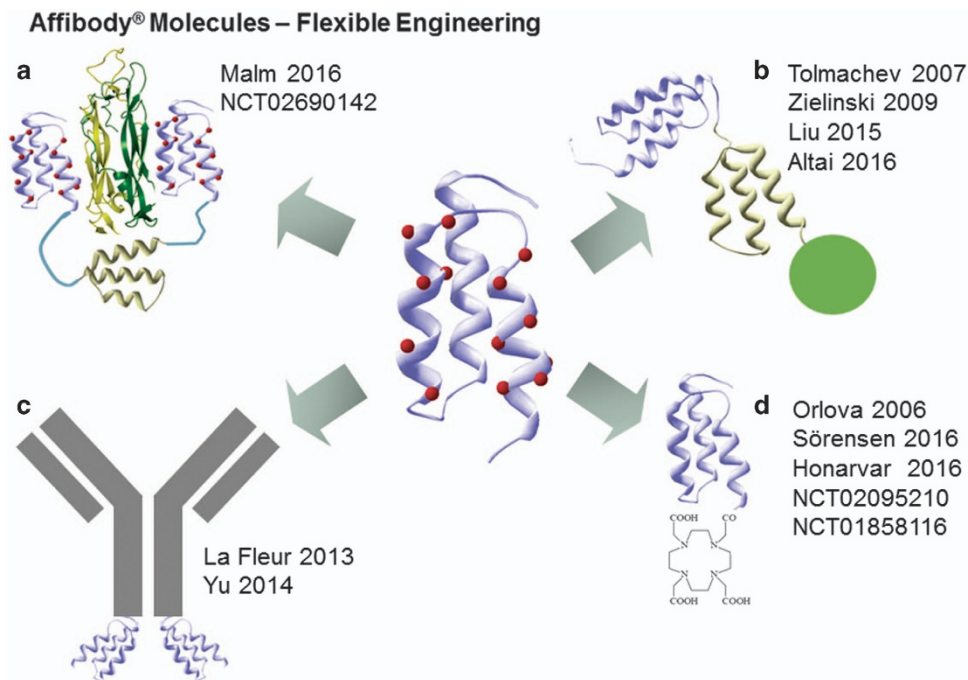 Affibody® Molecules – Flexible Engineering
a
Malm 2016
NCT02690142
b
Tolmachev 2007
Zielinski 2009
Liu 2015
Altai 2016
c
La Fleur 2013
Yu 2014
d
Orlova 2006
Sörensen 2016
Honarvar 2016
NCT02095210
NCT01858116
COOH CO
N N
N N
COOH COOH